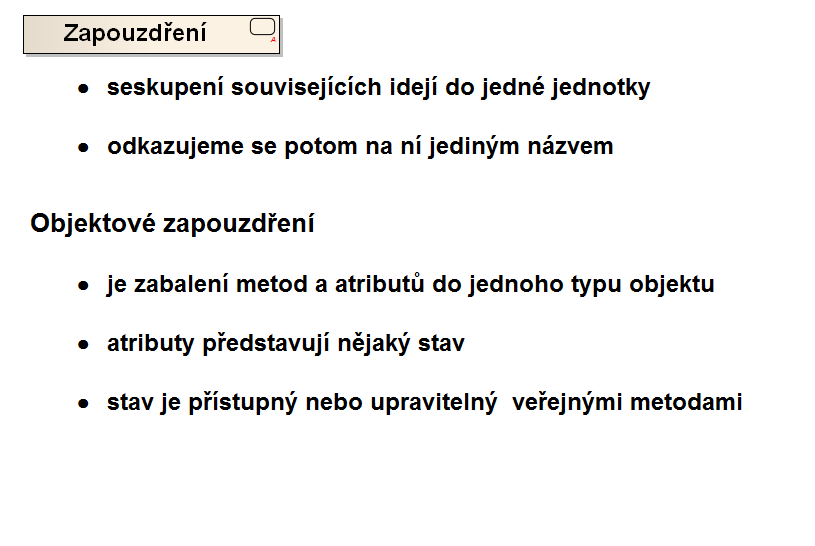 Zapouzdření
A
● seskupení souvisejících idejí do jedné jednotky
● odkazujeme se potom na ní jediným názvem
Objektové zapouzdření
● je zabalení metod a atributů do jednoho typu objektu
● atributy představují nějaký stav
● stav je přístupný nebo upravitelný  veřejnými metodami